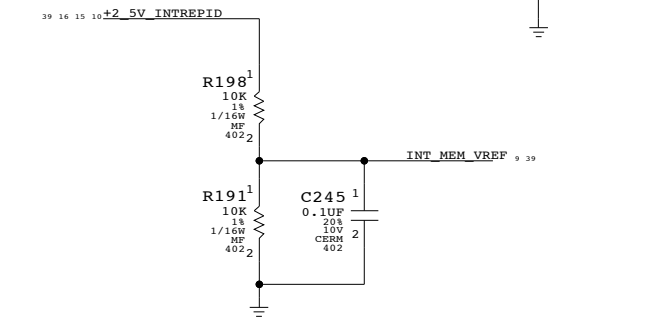 39 16 15 10 +2_5V_INTREPID
R198 1
10K
1%
1/16W
MF
402 2
INT_MEM_VREF 9 39
R191 1
10K
1%
1/16W
MF
402 2
C245 1
0.1UF
20%
10V 2
CERM
402